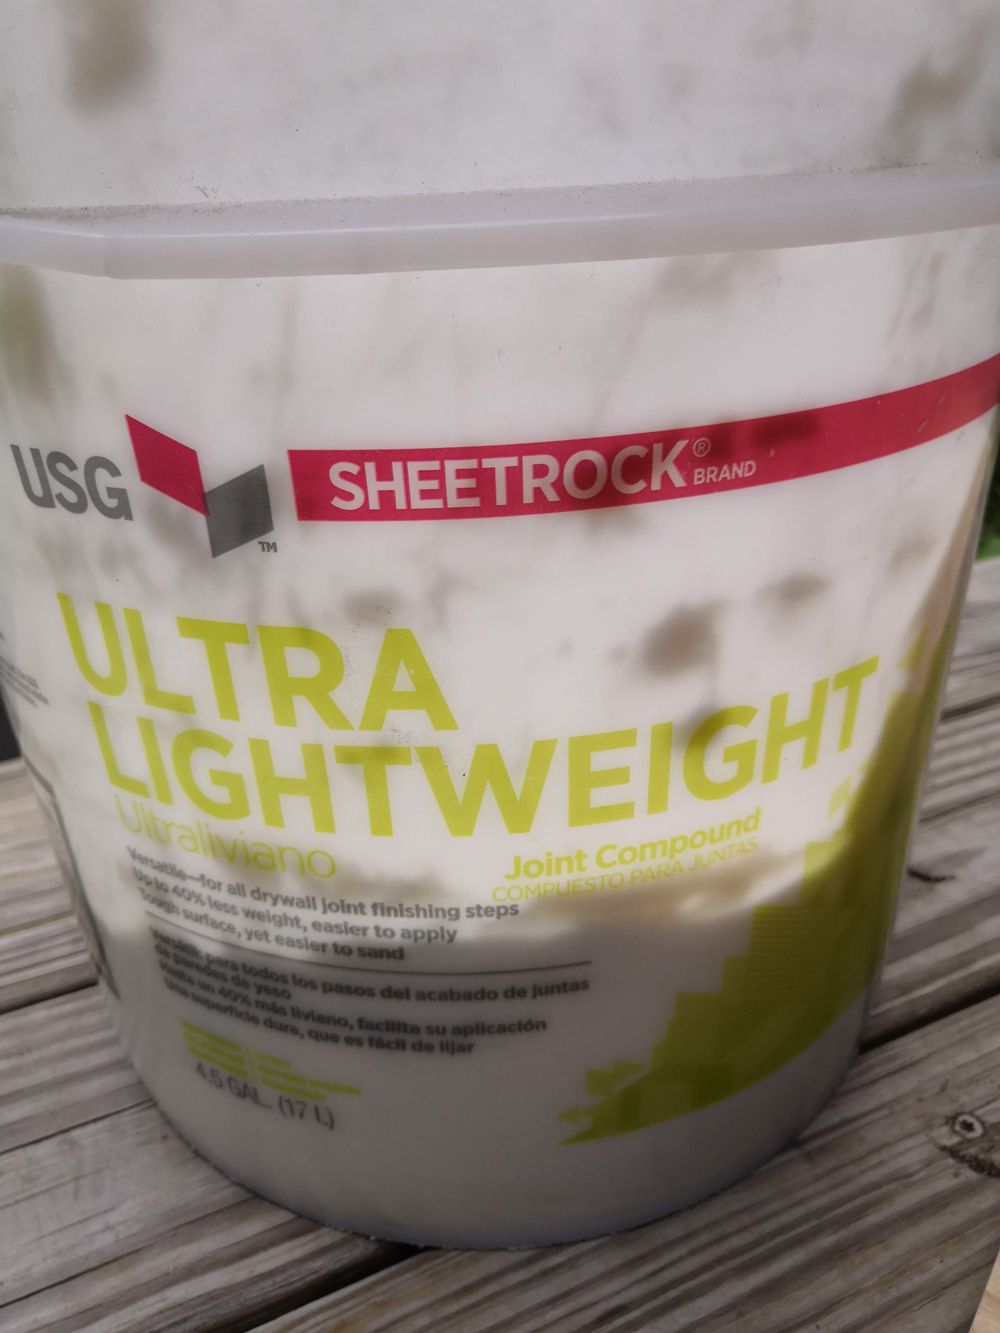 USG
TM
SHEETROCK® BRAND
ULTRA
LIGHTWEIGHT
Ultraliviano
Joint Compound
COMPUESTO PARA JUNTAS
Versatile—for all drywall joint finishing steps
Up to 40% less weight, easier to apply
Tough surface, yet easier to sand
Versátil: para todos los pasos del acabado de juntas
de paredes de yeso
Hasta un 40% más liviano, facilita su aplicación
Una superficie dura, que es fácil de lijar
4.5 GAL. (17 L)